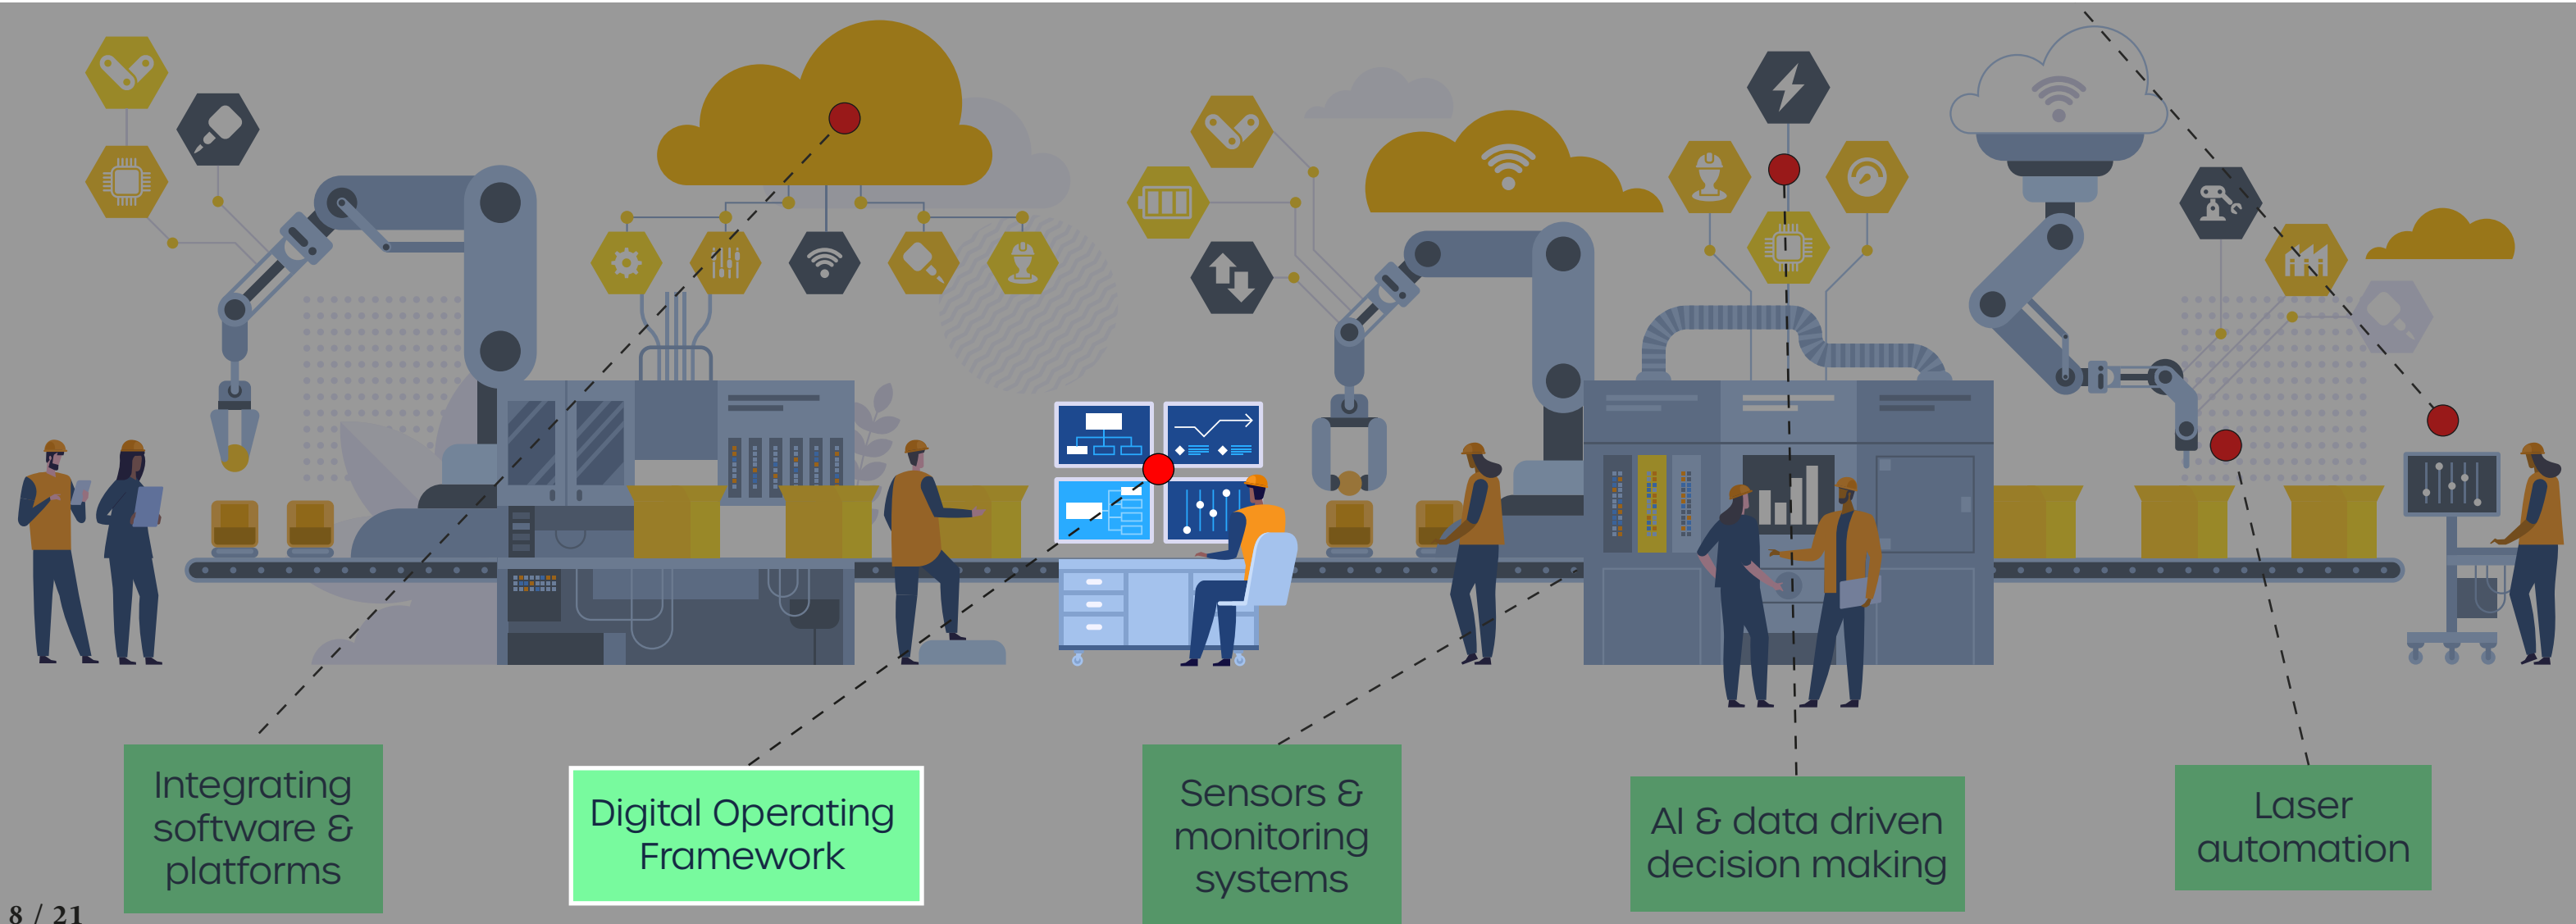 Integrating
software &
platforms
Digital Operating
Framework
Sensors &
monitoring
systems
AI & data driven
decision making
Laser
automation
8 / 21